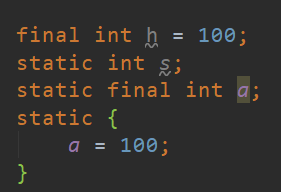 final int h = 100;
static int s;
static final int a;
static {
    a = 100;
}